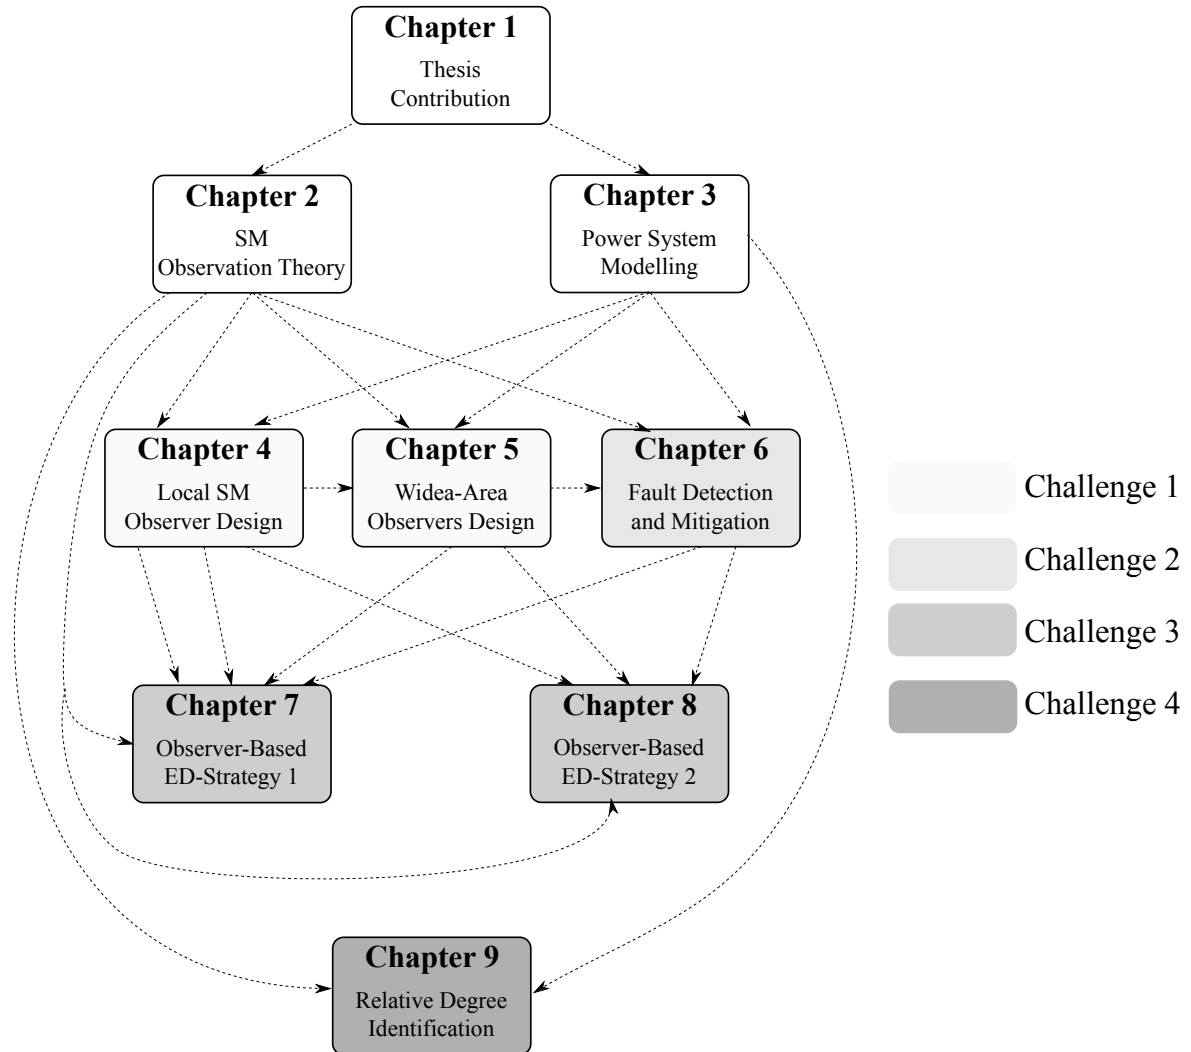 Chapter 1
Thesis
Contribution
Chapter 2
SM
Observation Theory
Chapter 3
Power System
Modelling
Chapter 4
Local SM
Observer Design
Chapter 5
Widea-Area
Observers Design
Chapter 6
Fault Detection
and Mitigation
Challenge 1
Challenge 2
Challenge 3
Challenge 4
Chapter 7
Observer-Based
ED-Strategy 1
Chapter 8
Observer-Based
ED-Strategy 2
Chapter 9
Relative Degree
Identification